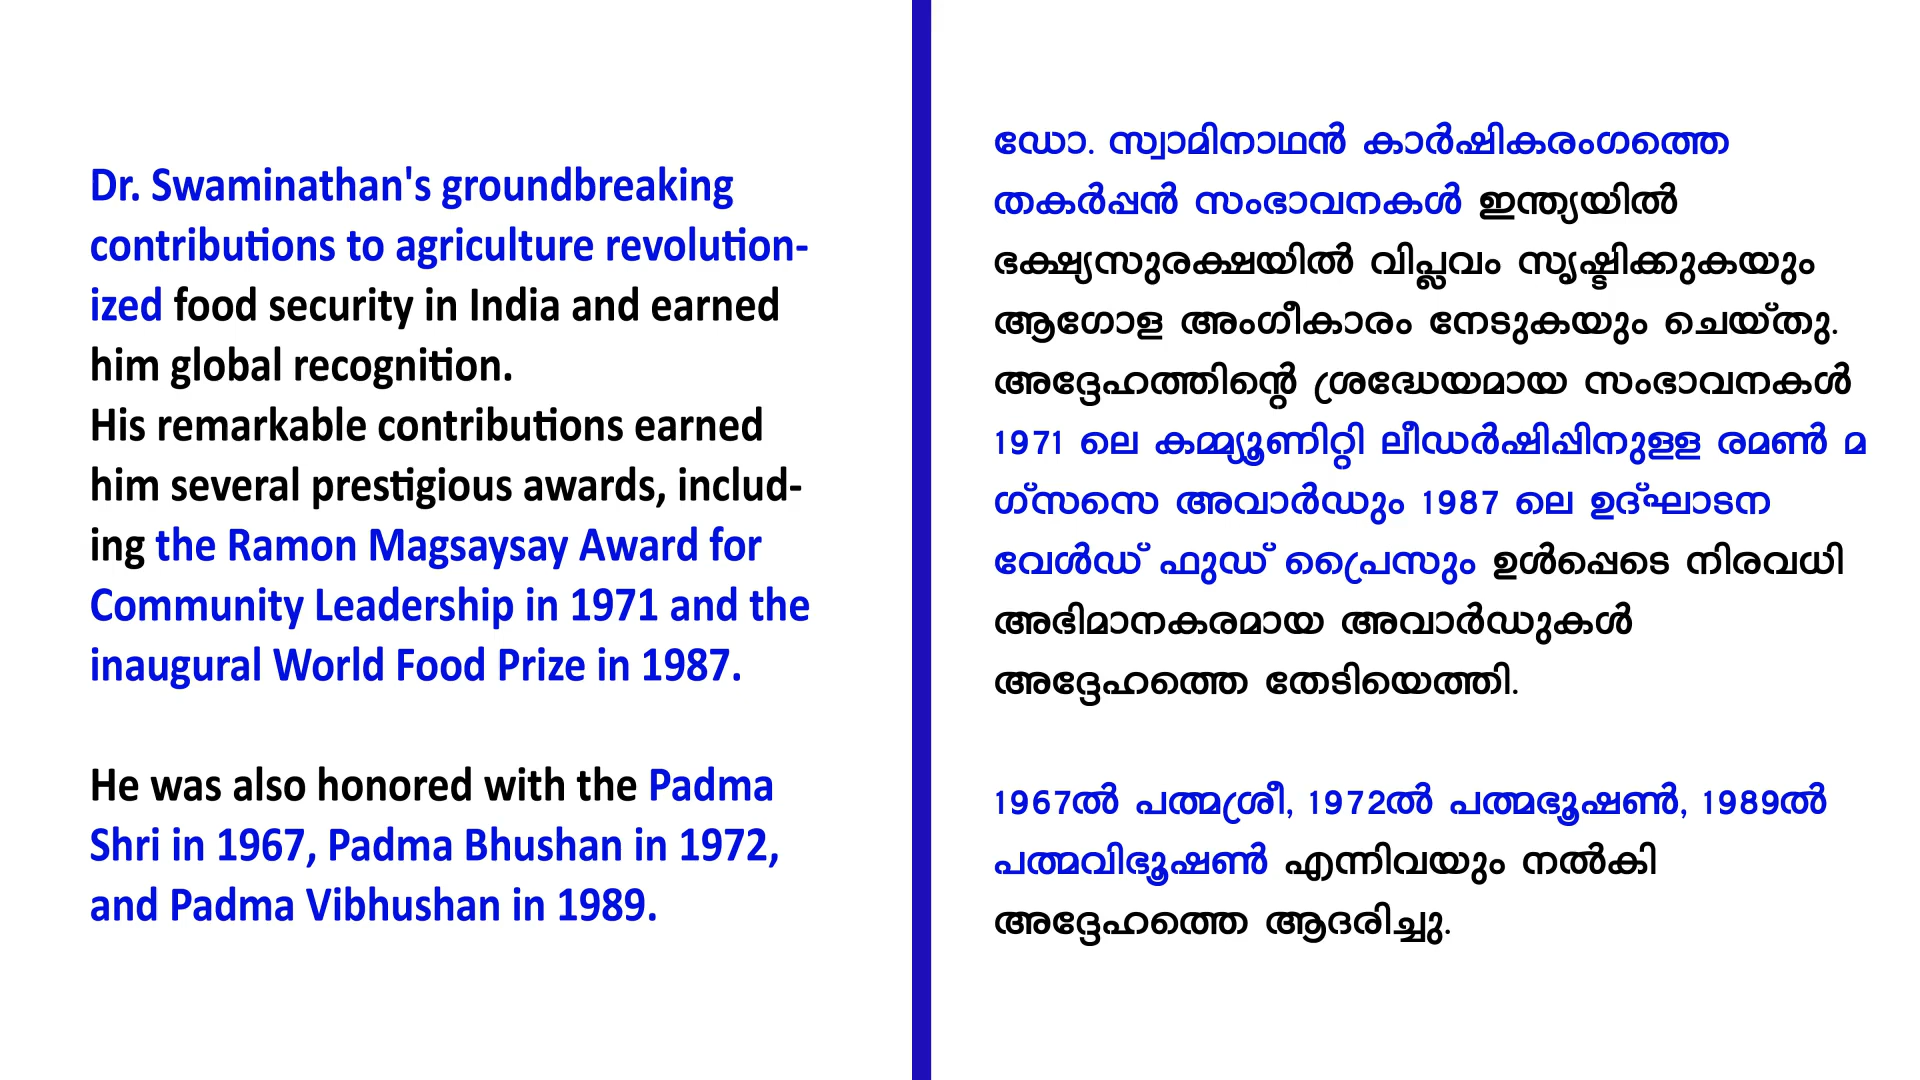 Dr. Swaminathan's groundbreaking
contributions to agriculture revolution-
ized food security in India and earned
him global recognition.
His remarkable contributions earned
him several prestigious awards, includ-
ing the Ramon Magsaysay Award for
Community Leadership in 1971 and the
inaugural World Food Prize in 1987.
He was also honored with the Padma
Shri in 1967, Padma Bhushan in 1972,
and Padma Vibhushan in 1989.
ഡോ. സ്വാമിനാഥൻ കാർഷികരംഗത്തെ
തകർപ്പൻ സംഭാവനകൾ ഇന്ത്യയിൽ
ഭക്ഷ്യസുരക്ഷയിൽ വിപ്ലവം സൃഷ്ടിക്കുകയും
ആഗോള അംഗീകാരം നേടുകയും ചെയ്തു.
അദ്ദേഹത്തിന്റെ ശ്രദ്ധേയമായ സംഭാവനകൾ
1971 ലെ കമ്മ്യൂണിറ്റി ലീഡർഷിപ്പിനുള്ള രമൺ മ
ഗ്സസെ അവാർഡും 1987 ലെ ഉദ്ഘാടന
വേൾഡ് ഫുഡ് പ്രൈസും ഉൾപ്പെടെ നിരവധി
അഭിമാനകരമായ അവാർഡുകൾ
അദ്ദേഹത്തെ തേടിയെത്തി.
1967ൽ പത്മശ്രീ, 1972ൽ പത്മഭൂഷൺ, 1989ൽ
പത്മവിഭൂഷൺ എന്നിവയും നൽകി
അദ്ദേഹത്തെ ആദരിച്ചു.